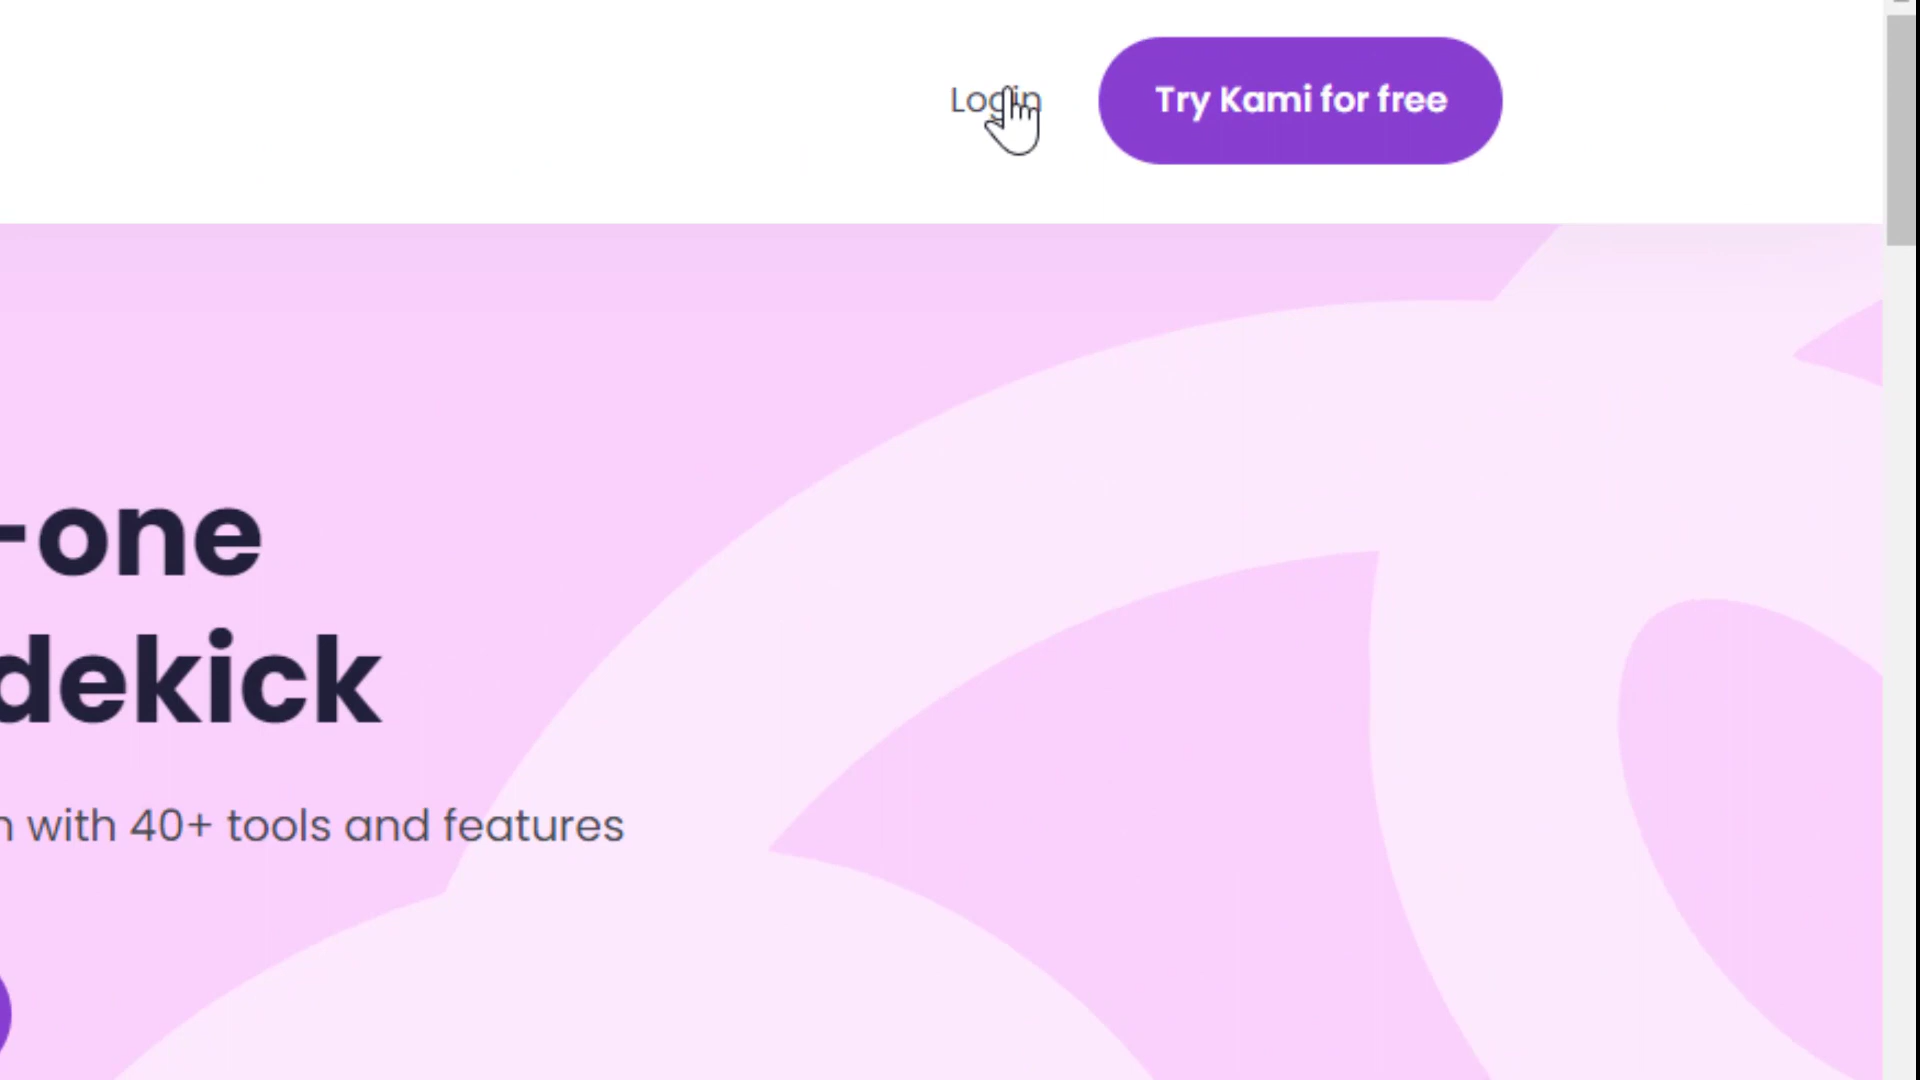 Login
Try Kami for free
-one
dekick
with 40+ tools and features